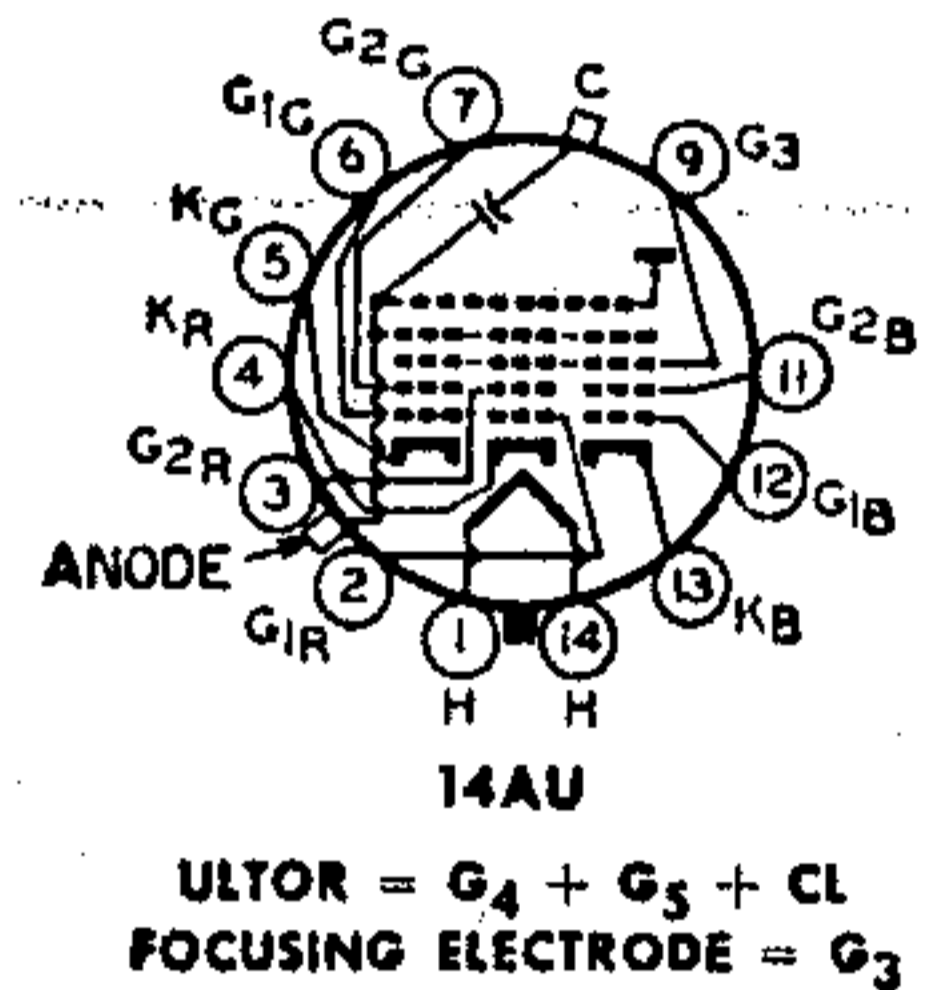 G2G
7
C
G1G
6
9
G3
KG
5
KR
4
11
G2B
G2R
3
12
G1B
ANODE
2
13
KB
G1R
1
14
H
H
14AU
ULTOR = G4 + G5 + CL
FOCUSING ELECTRODE = G3